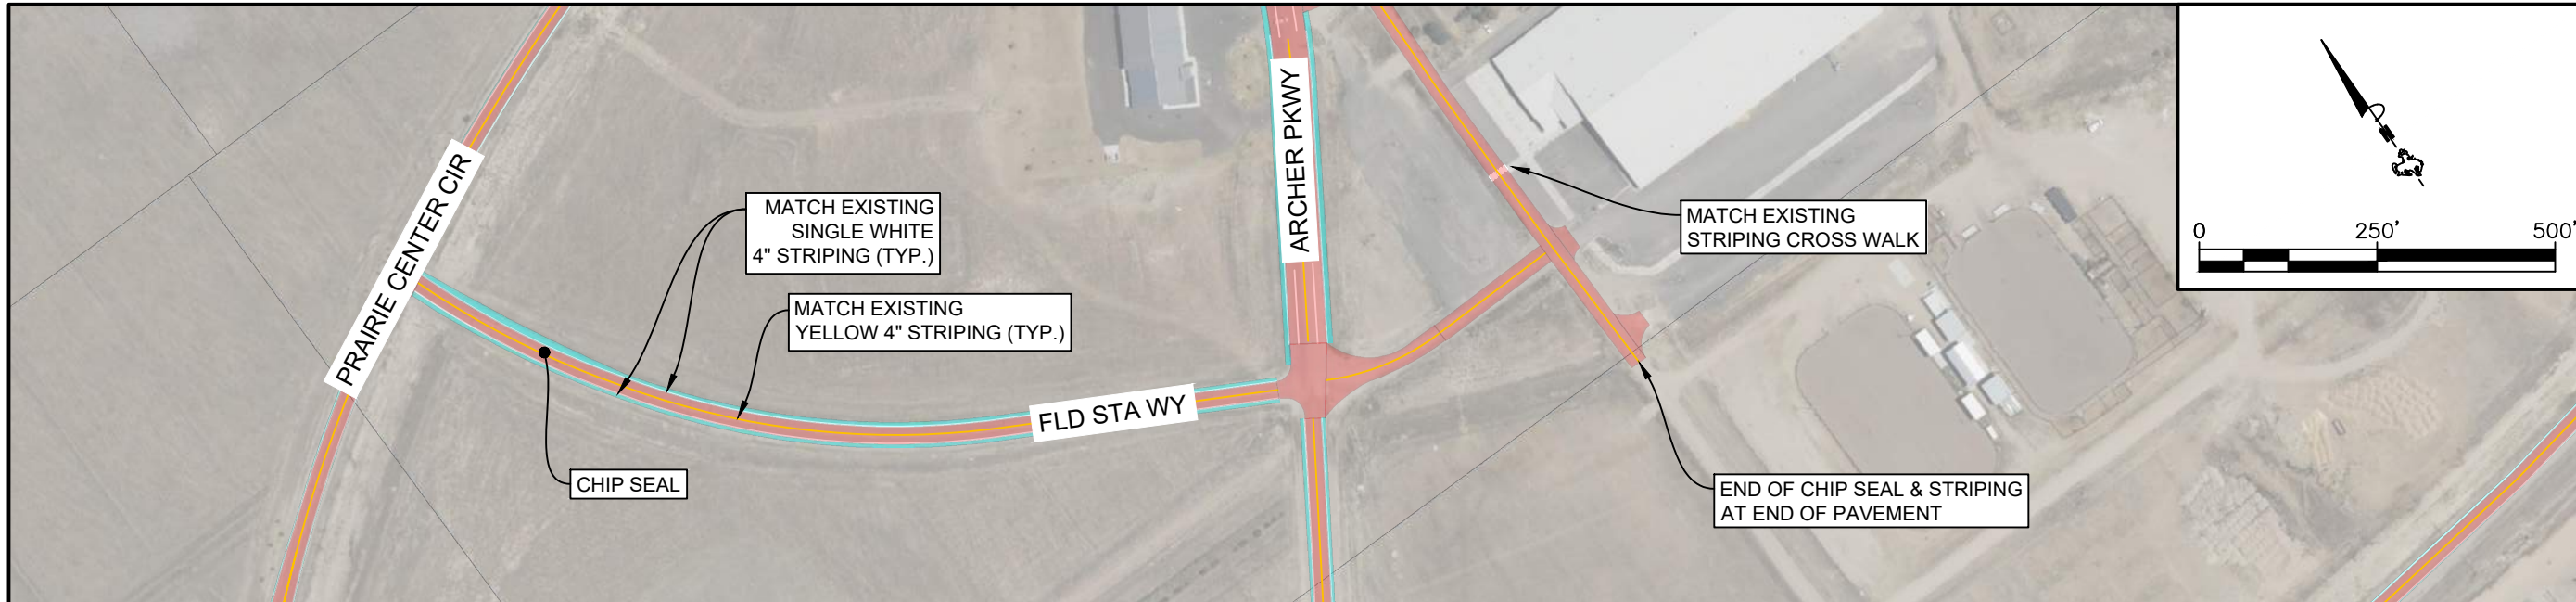 PRAIRIE CENTER CIR
MATCH EXISTING
SINGLE WHITE
4" STRIPING (TYP.)
MATCH EXISTING
YELLOW 4" STRIPING (TYP.)
CHIP SEAL
FLD STA WY
ARCHER PKWY
MATCH EXISTING
STRIPING CROSS WALK
END OF CHIP SEAL & STRIPING
AT END OF PAVEMENT
0 250' 500'